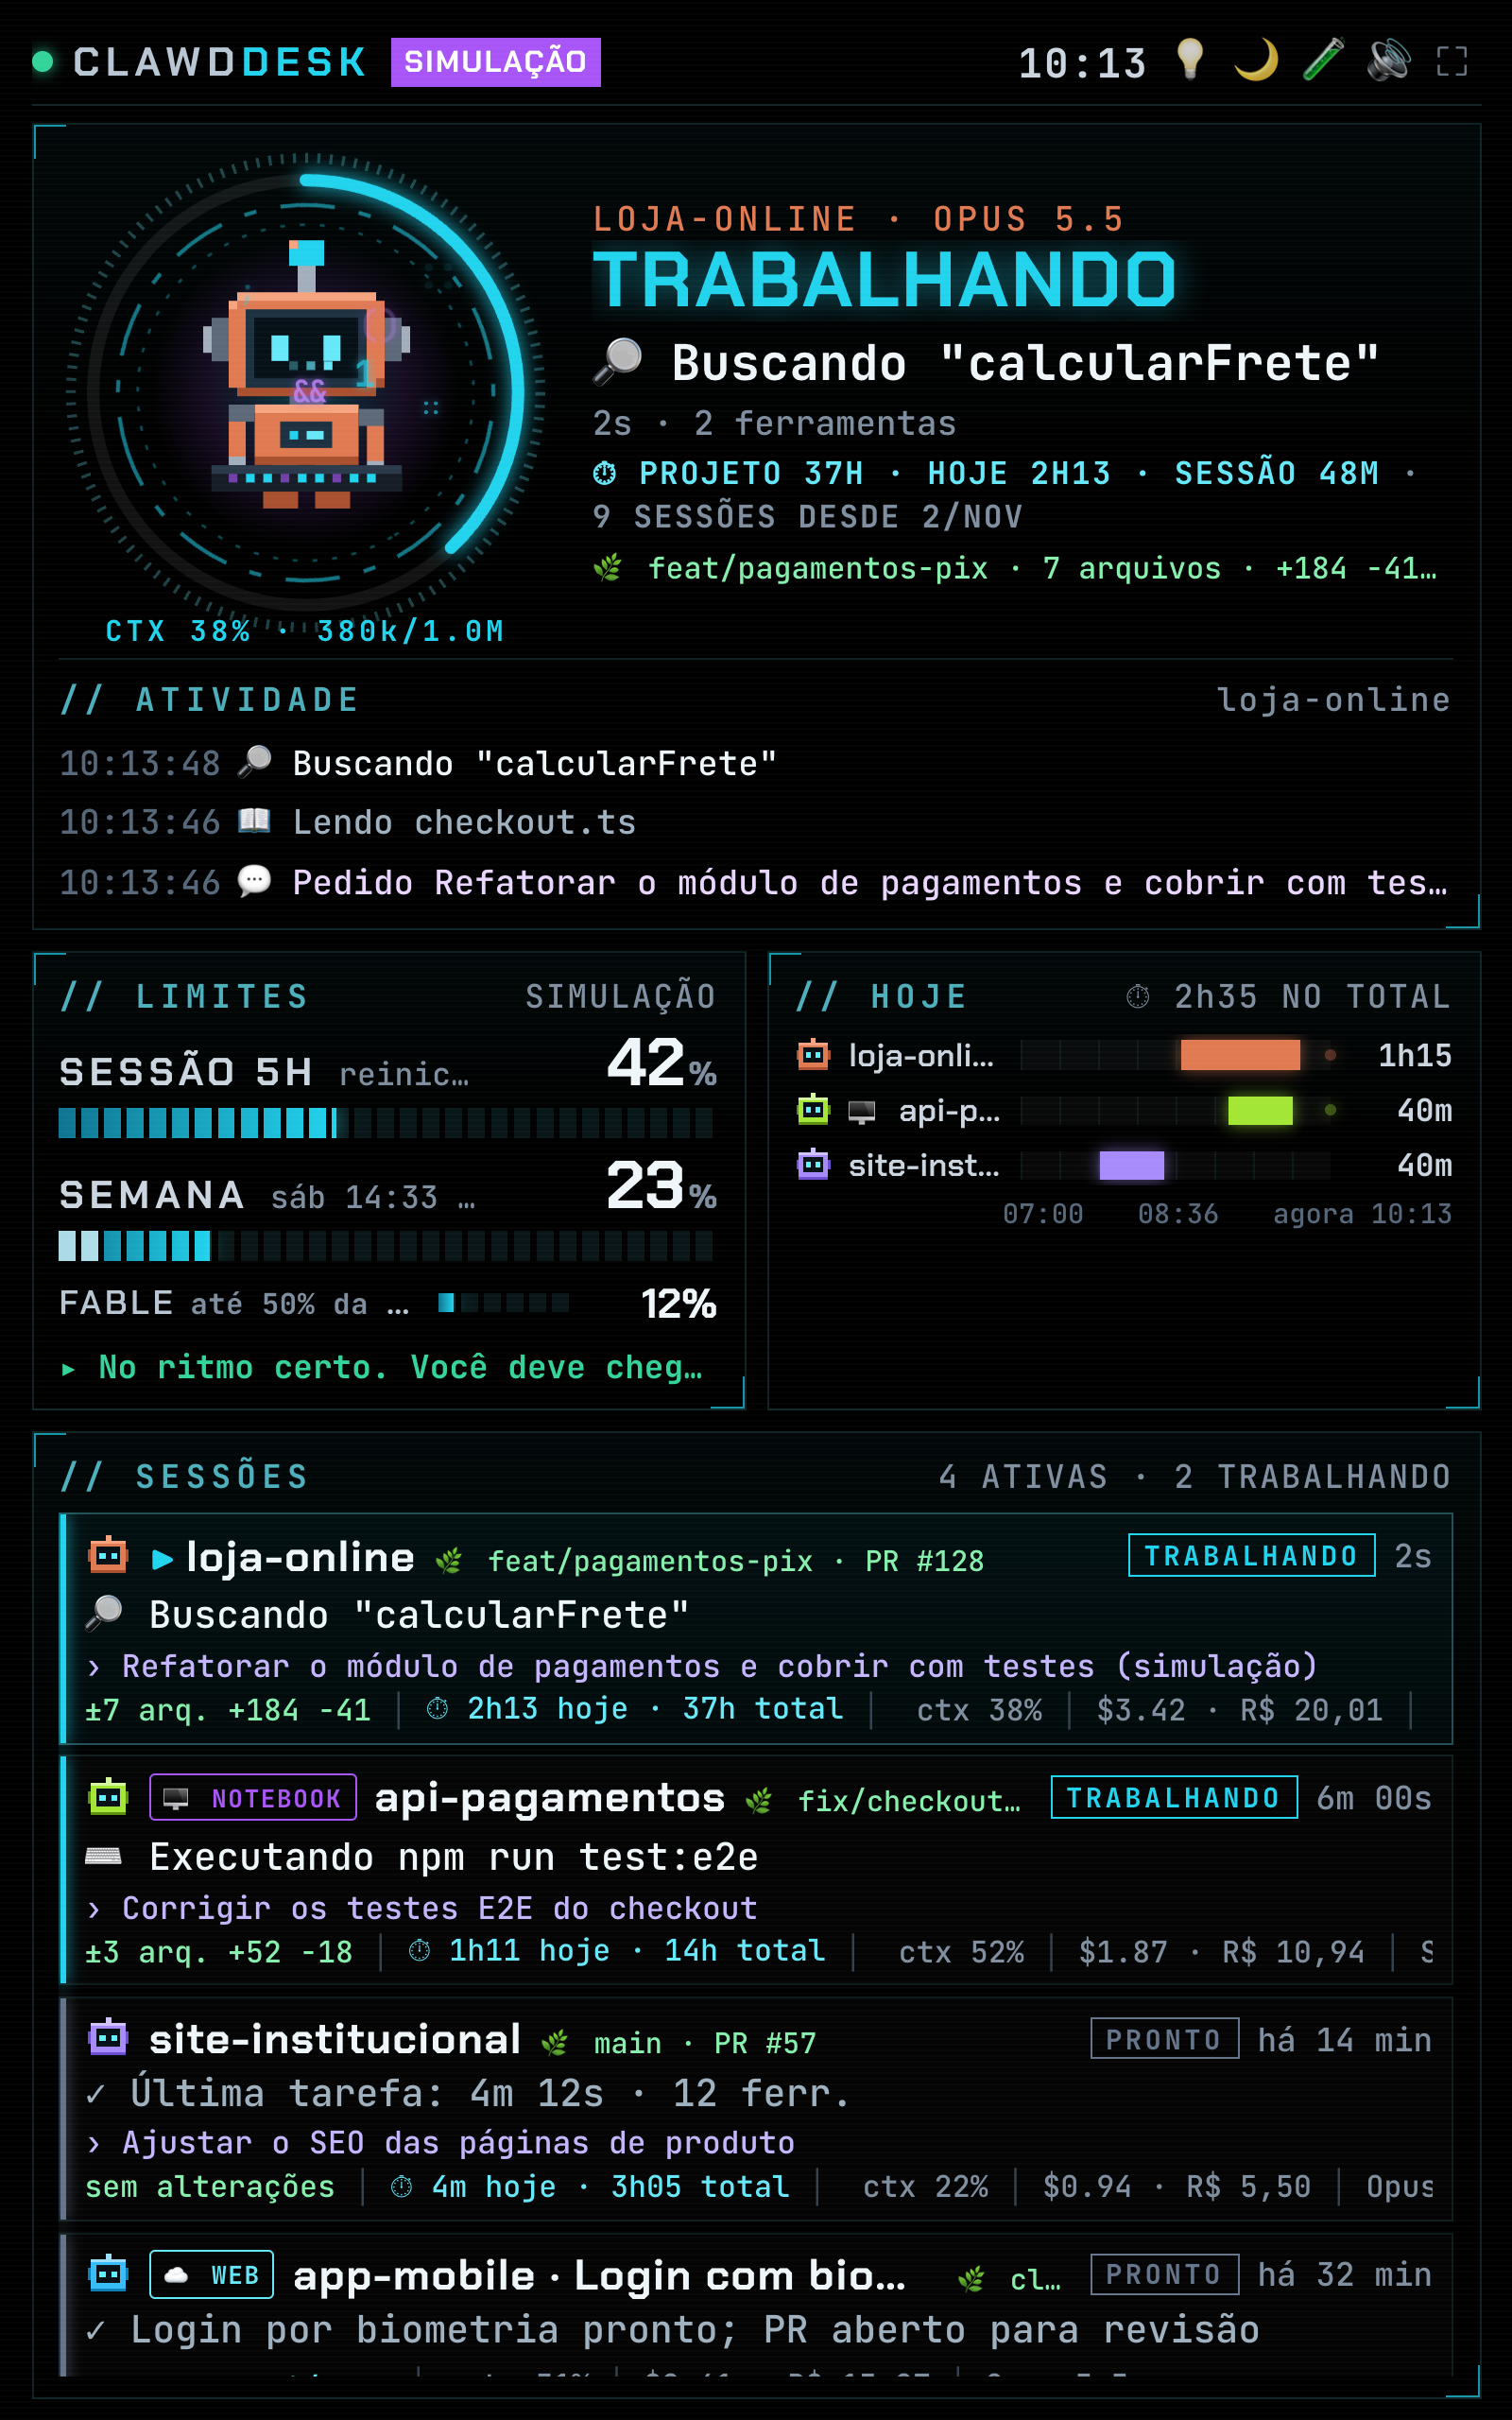 CLAWDDESK SIMULAÇÃO 10:13
LOJA-ONLINE · OPUS 5.5
TRABALHANDO
Buscando "calcularFrete"
2s · 2 ferramentas
PROJETO 37H · HOJE 2H13 · SESSÃO 48M ·
9 SESSÕES DESDE 2/NOV
feat/pagamentos-pix · 7 arquivos · +184 -41…
&&
1
CTX 38% · 380k/1.0M
// ATIVIDADE loja-online
10:13:48 Buscando "calcularFrete"
10:13:46 Lendo checkout.ts
10:13:46 Pedido Refatorar o módulo de pagamentos e cobrir com tes…
// LIMITES SIMULAÇÃO
SESSÃO 5H reinic… 42%
SEMANA sáb 14:33 … 23%
FABLE até 50% da … 12%
▸ No ritmo certo. Você deve cheg…
// HOJE 2h35 NO TOTAL
loja-onli… 1h15
api-p… 40m
site-inst… 40m
07:00 08:36 agora 10:13
// SESSÕES 4 ATIVAS · 2 TRABALHANDO
loja-online feat/pagamentos-pix · PR #128 TRABALHANDO 2s
Buscando "calcularFrete"
› Refatorar o módulo de pagamentos e cobrir com testes (simulação)
±7 arq. +184 -41 2h13 hoje · 37h total ctx 38% $3.42 · R$ 20,01
NOTEBOOK api-pagamentos fix/checkout… TRABALHANDO 6m 00s
Executando npm run test:e2e
› Corrigir os testes E2E do checkout
±3 arq. +52 -18 1h11 hoje · 14h total ctx 52% $1.87 · R$ 10,94 S
site-institucional main · PR #57 PRONTO há 14 min
✓ Última tarefa: 4m 12s · 12 ferr.
› Ajustar o SEO das páginas de produto
sem alterações 4m hoje · 3h05 total ctx 22% $0.94 · R$ 5,50 Opus
WEB app-mobile · Login com bio… cl… PRONTO há 32 min
✓ Login por biometria pronto; PR aberto para revisão